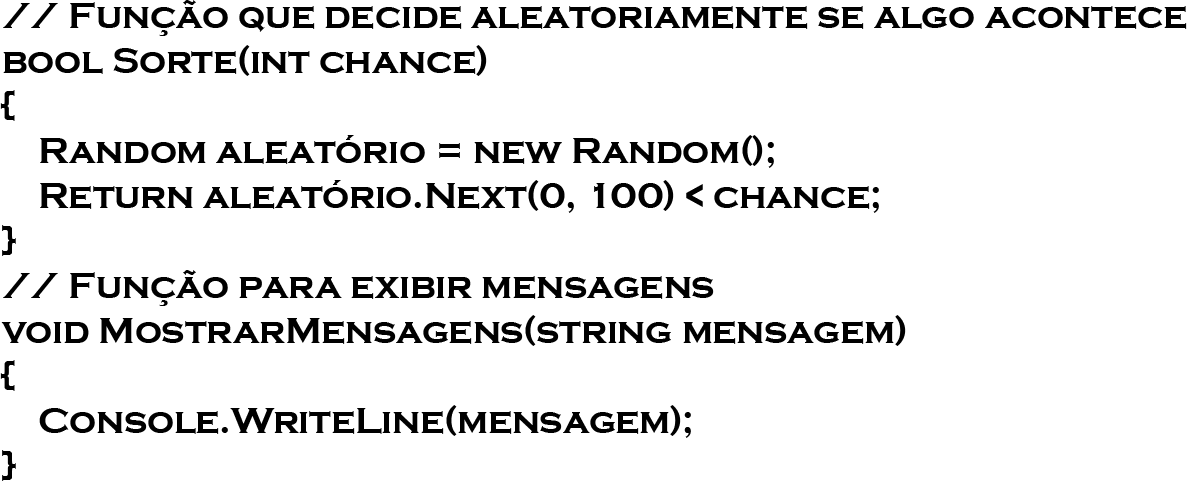 // Função que decide aleatoriamente se algo acontece
bool Sorte(int chance)
{
    Random aleatório = new Random();
    Return aleatório.Next(0, 100) < chance;
}
// Função para exibir mensagens
void MostrarMensagens(string mensagem)
{
    Console.WriteLine(mensagem);
}